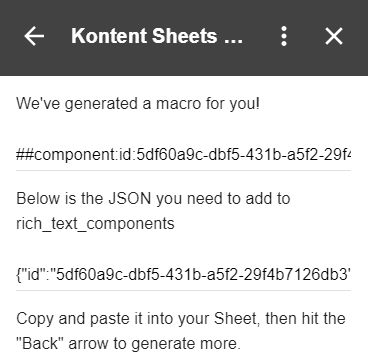 Kontent Sheets ...
We've generated a macro for you!
##component:id:5df60a9c-dbf5-431b-a5f2-29f4
Below is the JSON you need to add to
rich_text_components
{"id":"5df60a9c-dbf5-431b-a5f2-29f4b7126db3"
Copy and paste it into your Sheet, then hit the
"Back" arrow to generate more.